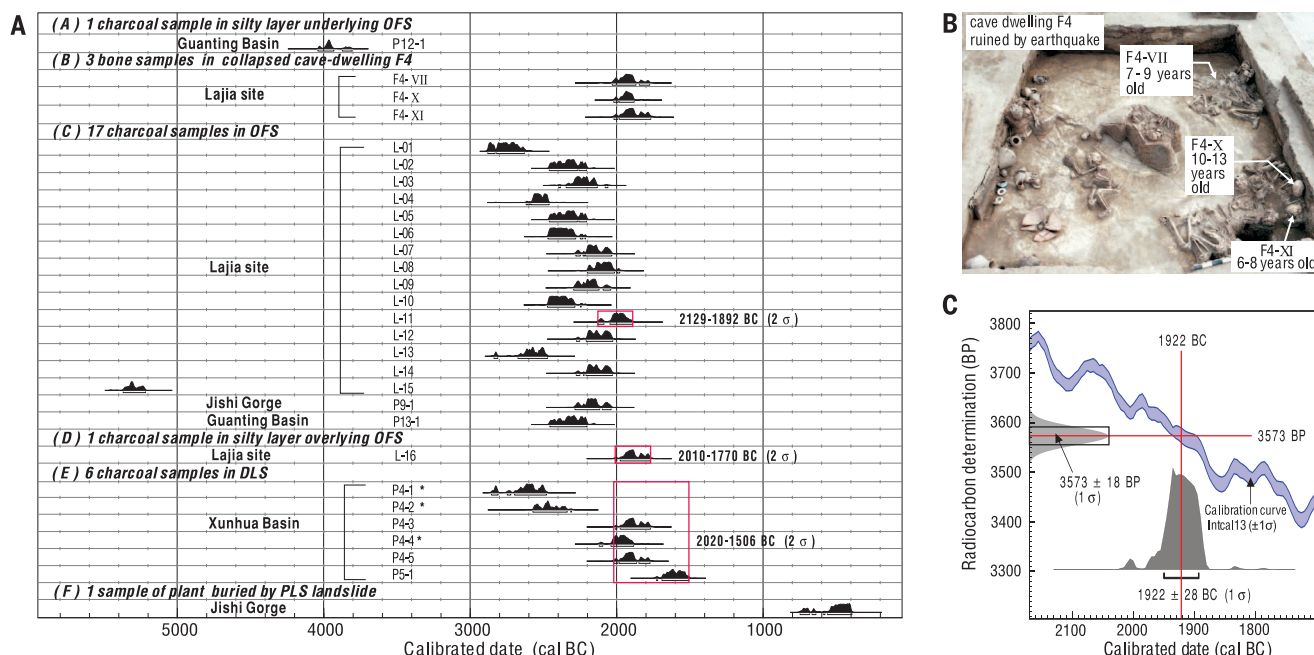 A
(A) 1 charcoal sample in silty layer underlying OFS
Guanting Basin P12-1
(B) 3 bone samples in collapsed cave-dwelling F4
F4- VII
Lajia site F4- X
F4- XI
(C) 17 charcoal samples in OFS
L-01
L-02
L-03
L-04
L-05
L-06
L-07
Lajia site L-08
L-09
L-10
L-11 2129-1892 BC (2 σ)
L-12
L-13
L-14
L-15
Jishi Gorge P9-1
Guanting Basin P13-1
(D) 1 charcoal sample in silty layer overlying OFS
Lajia site L-16 2010-1770 BC (2 σ)
(E) 6 charcoal samples in DLS
P4-1 *
P4-2 *
Xunhua Basin P4-3
P4-4 * 2020-1506 BC (2 σ)
P4-5
P5-1
(F) 1 sample of plant buried by PLS landslide
Jishi Gorge
5000 4000 3000 2000 1000
Calibrated date (cal BC)
B
cave dwelling F4
ruined by earthquake
F4-VII
7- 9 years
old
F4-X
10-13
years
old
F4-XI
6-8 years old
C
Radiocarbon determination (BP)
3800
3700
3600
3500
3400
3300
3200
1922 BC
3573 BP
3573 ± 18 BP
(1 σ)
Calibration curve
Intcal13 (±1σ)
1922 ± 28 BC (1 σ)
2100 2000 1900 1800
Calibrated date (cal BC)